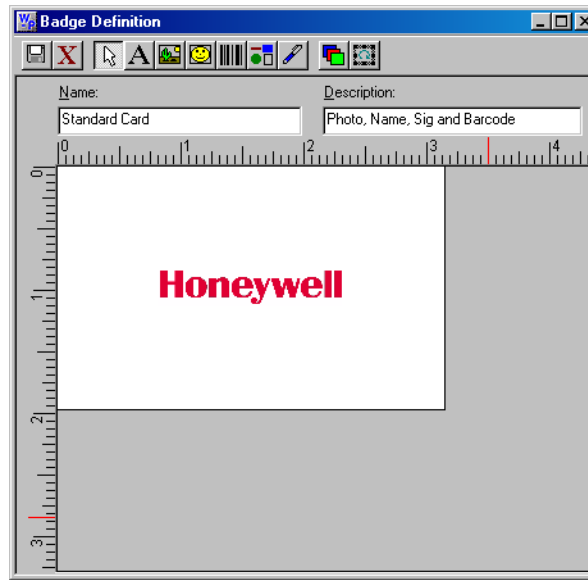 WP Badge Definition
X A
Name: Description:
Standard Card Photo, Name, Sig and Barcode
0 1 2 3 4
0
1
2
3
Honeywell